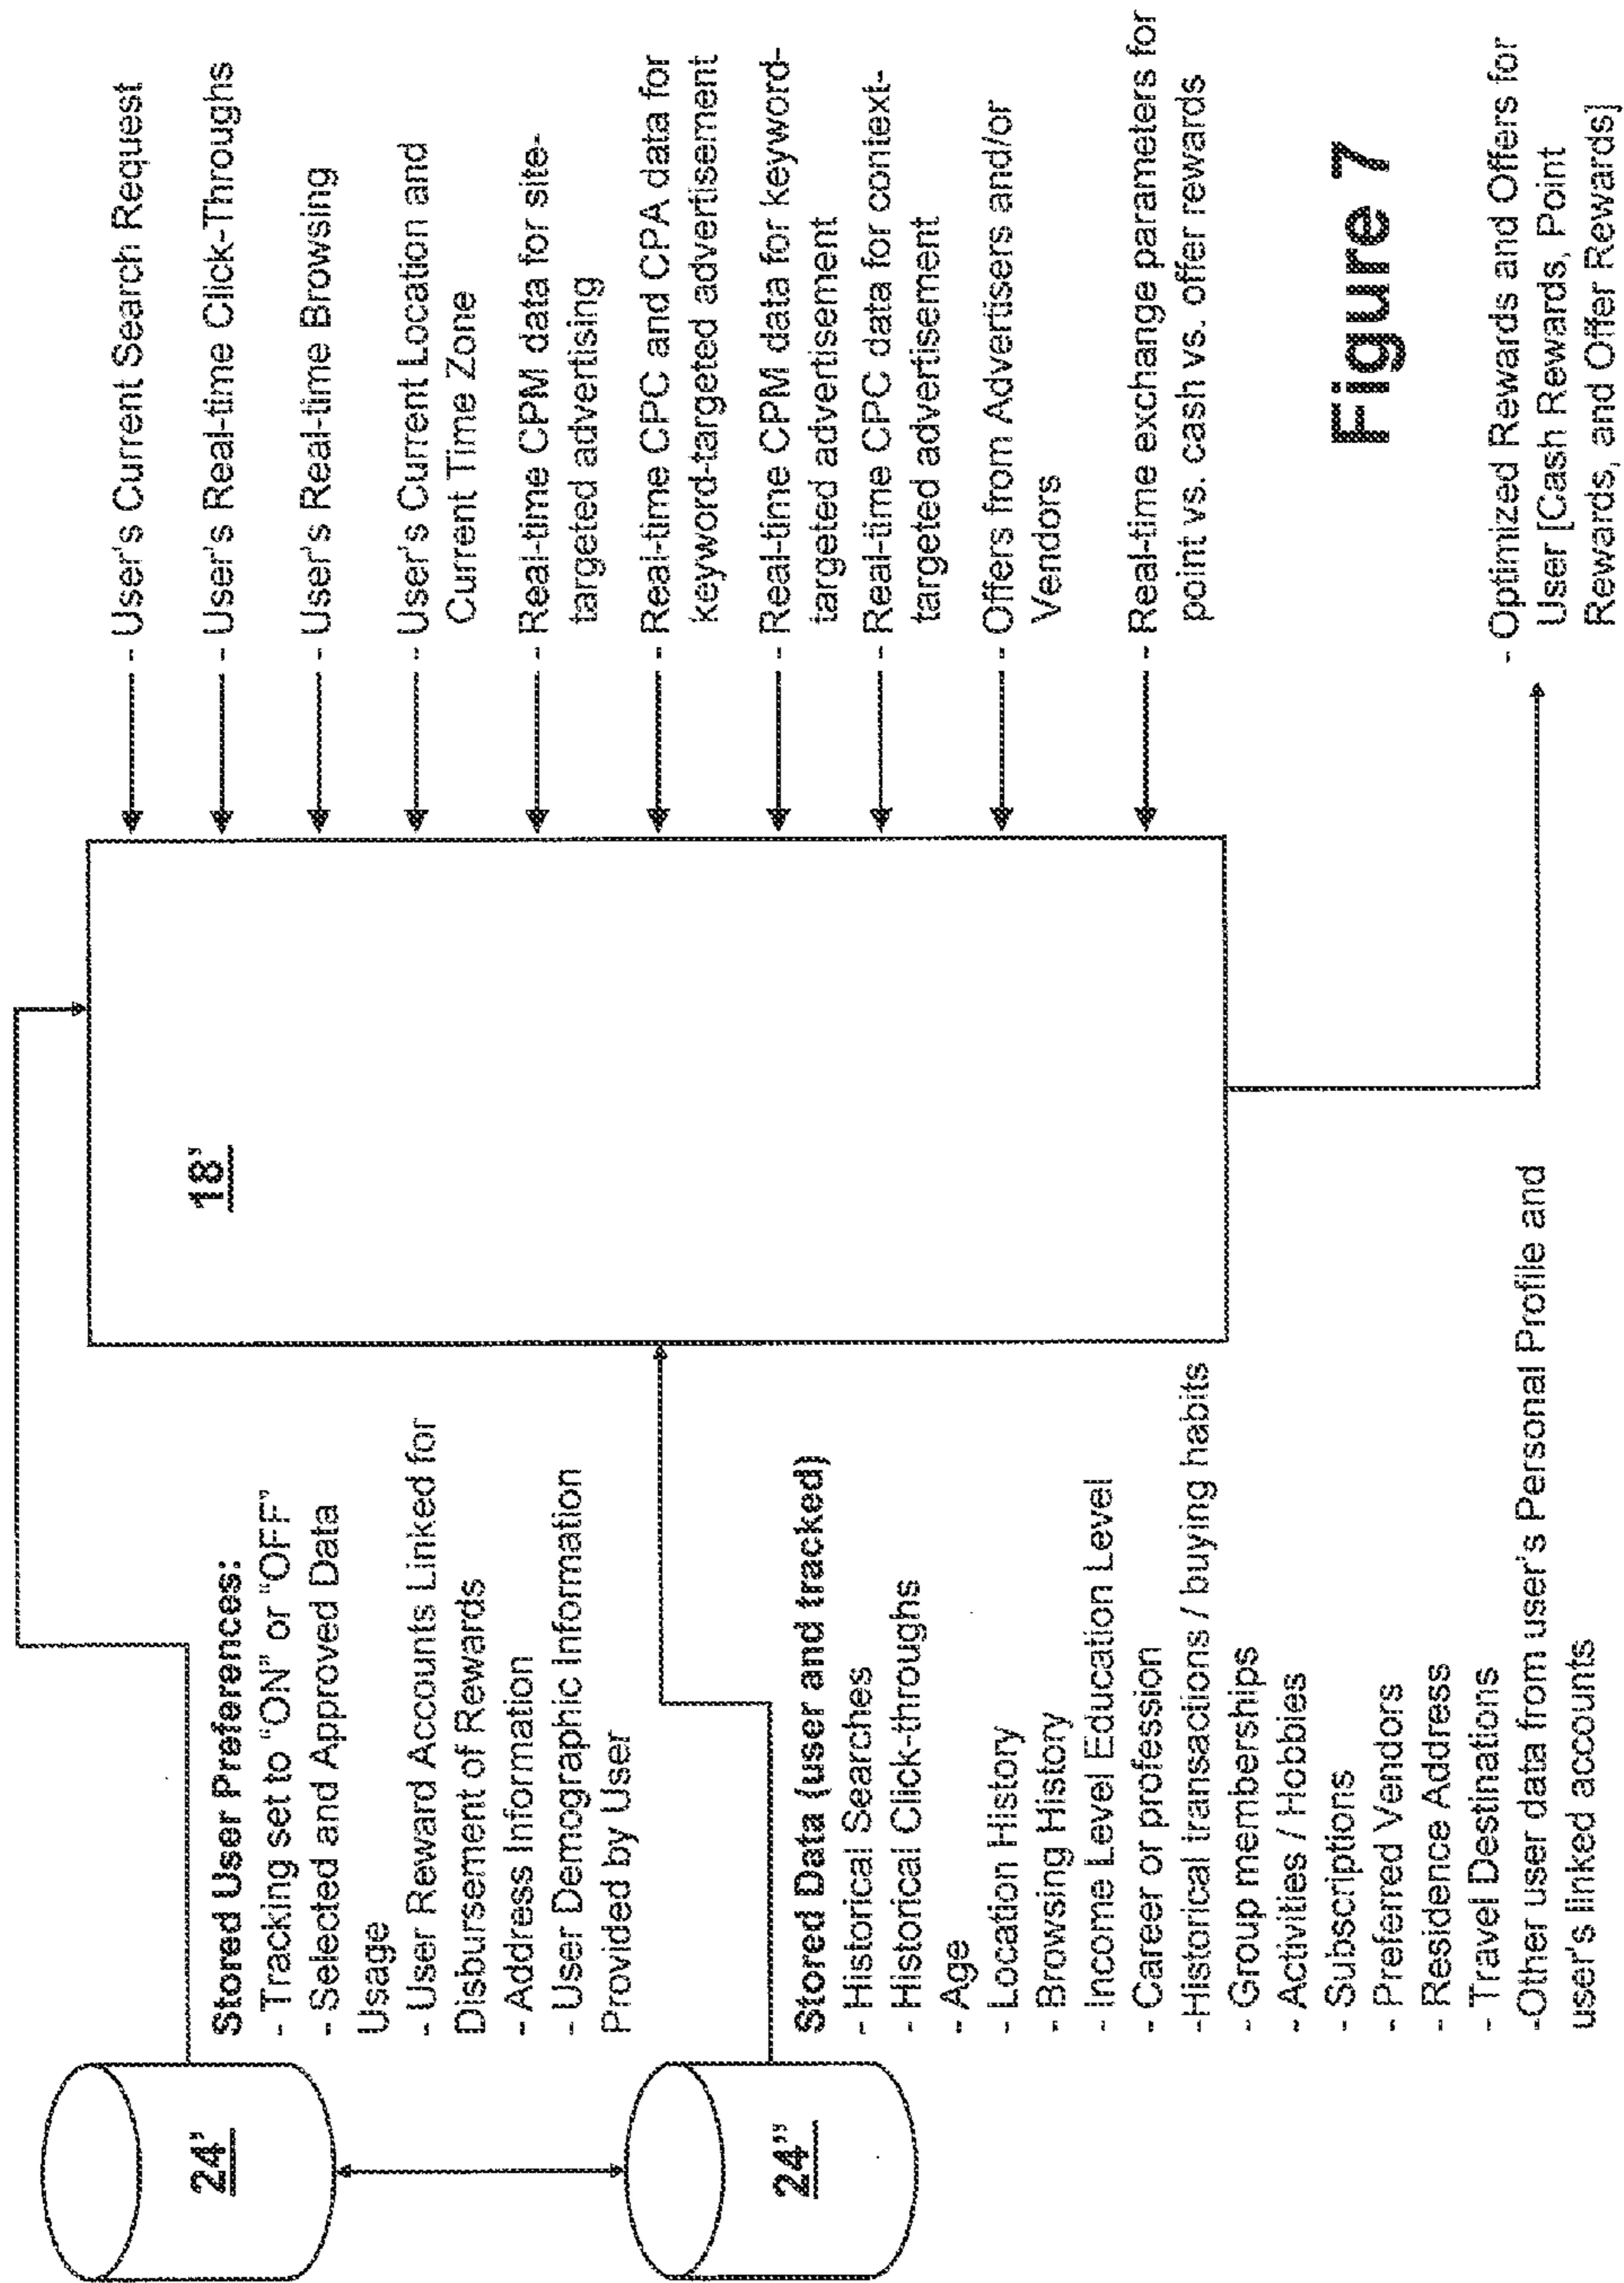 24'
Stored User Preferences:
- Tracking set to "ON" or "OFF"
- Selected and Approved Data
Usage
- User Reward Accounts Linked for
Disbursement of Rewards
- Address Information
- User Demographic Information
Provided by User
24"
Stored Data (user and tracked)
- Historical Searches
- Historical Click-throughs
- Age
- Location History
- Browsing History
- Income Level Education Level
- Career or profession
-Historical transactions / buying habits
- Group memberships
- Activities / Hobbies
- Subscriptions
- Preferred Vendors
- Residence Address
- Travel Destinations
-Other user data from user's Personal Profile and
user's linked accounts
18'
- User's Current Search Request
- User's Real-time Click-Throughs
- User's Real-time Browsing
- User's Current Location and
Current Time Zone
- Real-time CPM data for site-
targeted advertising
- Real-time CPC and CPA data for
keyword-targeted advertisement
- Real-time CPM data for keyword-
targeted advertisement
- Real-time CPC data for context-
targeted advertisement
- Offers from Advertisers and/or
Vendors
- Real-time exchange parameters for
point vs. cash vs. offer rewards
Figure 7
- Optimized Rewards and Offers for
User [Cash Rewards, Point
Rewards, and Offer Rewards]